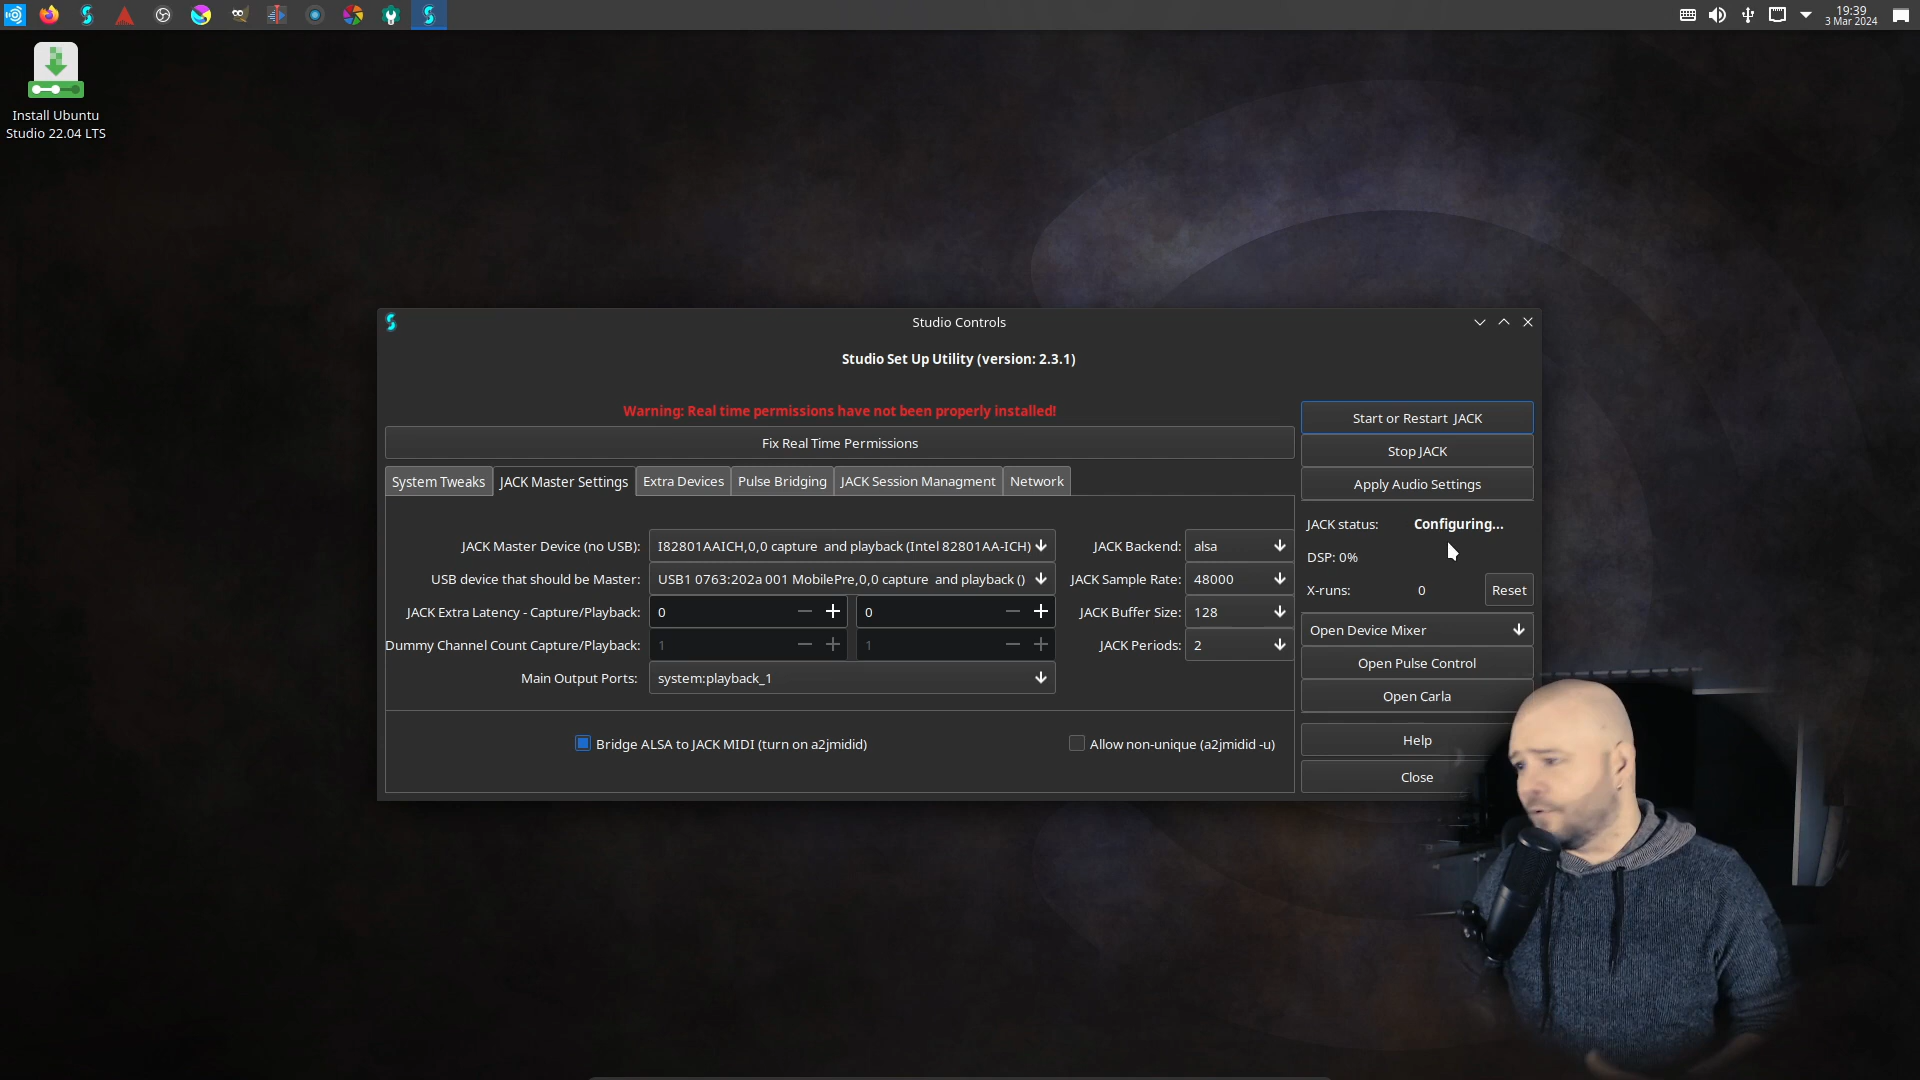 19:39
3 Mar 2024
Install Ubuntu
Studio 22.04 LTS
Studio Controls
Studio Set Up Utility (version: 2.3.1)
Warning: Real time permissions have not been properly installed!
Fix Real Time Permissions
System Tweaks
JACK Master Settings
Extra Devices
Pulse Bridging
JACK Session Managment
Network
JACK Master Device (no USB): I82801AAICH,0,0 capture and playback (Intel 82801AA-ICH)
JACK Backend: alsa
USB device that should be Master: USB1 0763:202a 001 MobilePre,0,0 capture and playback ()
JACK Sample Rate: 48000
JACK Extra Latency - Capture/Playback: 0 0
JACK Buffer Size: 128
Dummy Channel Count Capture/Playback: 1 1
JACK Periods: 2
Main Output Ports: system:playback_1
Bridge ALSA to JACK MIDI (turn on a2jmidid)
Allow non-unique (a2jmidid -u)
Start or Restart JACK
Stop JACK
Apply Audio Settings
JACK status: Configuring...
DSP: 0%
X-runs: 0 Reset
Open Device Mixer
Open Pulse Control
Open Carla
Help
Close